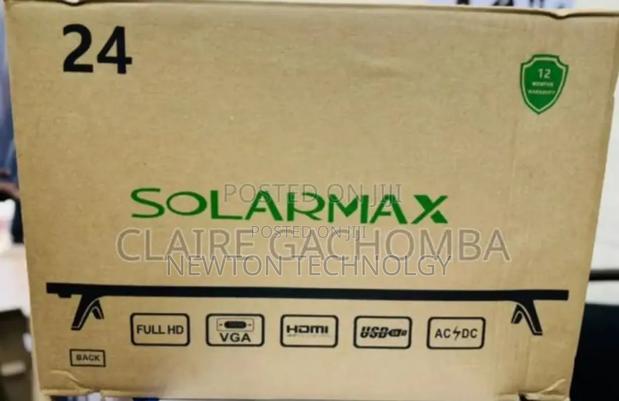 24
12
MONTHS
WARRANTY
SOLARMAX
POSTED ON JIJI
POSTED ON JIJI
CLAIRE GACHOMBA
NEWTON TECHNOLGY
FULL HD
VGA
HDMI
USB
AC DC
BACK